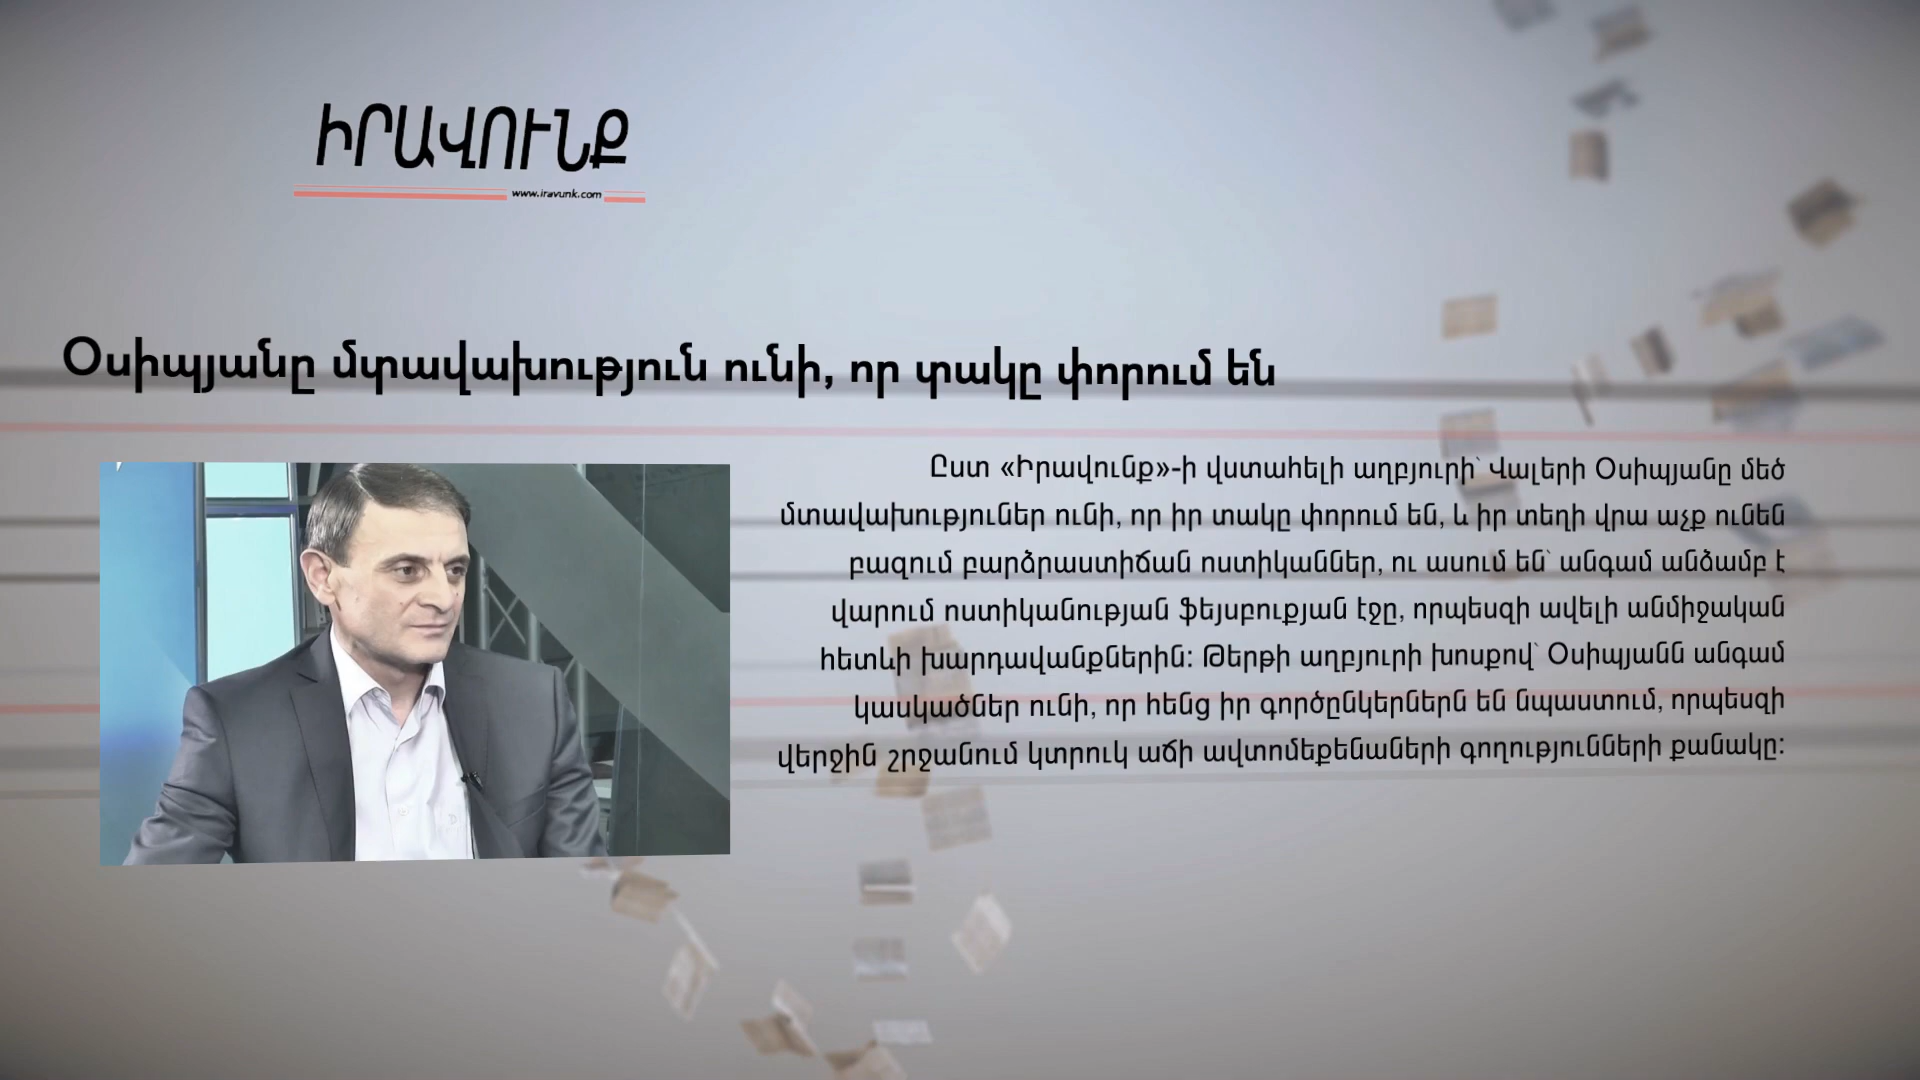 ԻՐԱՎՈՒՆՔ
www.iravunk.com
Օսիպյանը մտավախություն ունի, որ տակը փորում են
Ըստ «Իրավունք»-ի վստահելի աղբյուրի՝ Վալերի Օսիպյանը մեծ
մտավախություններ ունի, որ իր տակը փորում են, և իր տեղի վրա աչք ունեն
բազում բարձրաստիճան ոստիկաններ, ու ասում են՝ անգամ անձամբ է
վարում ոստիկանության ֆեյսբուքյան էջը, որպեսզի ավելի անմիջական
հետևի խարդավանքներին: Թերթի աղբյուրի խոսքով՝ Օսիպյանն անգամ
կասկածներ ունի, որ հենց իր գործընկերներն են նպաստում, որպեսզի
վերջին շրջանում կտրուկ աճի ավտոմեքենաների գողությունների քանակը: